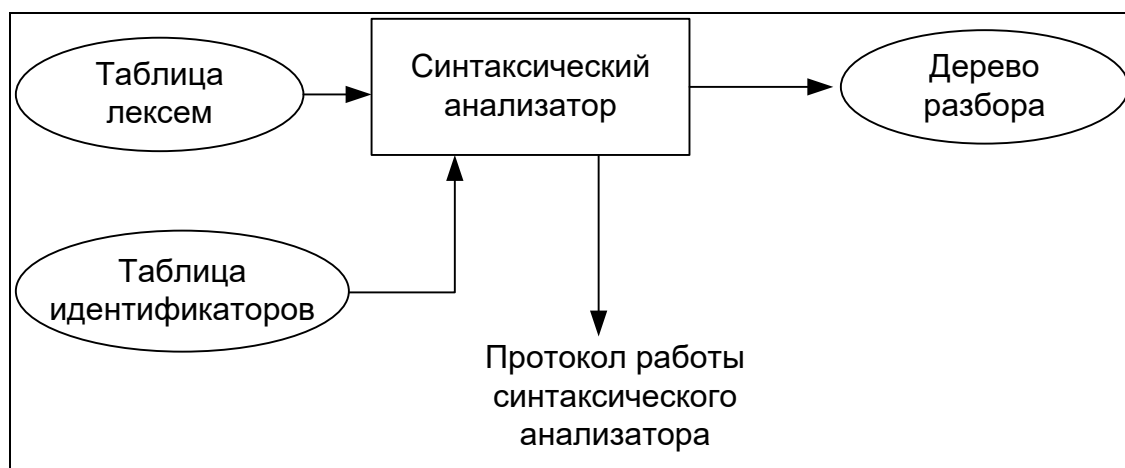 Таблица
лексем
Синтаксический
анализатор
Дерево
разбора
Таблица
идентификаторов
Протокол работы
синтаксического
анализатора